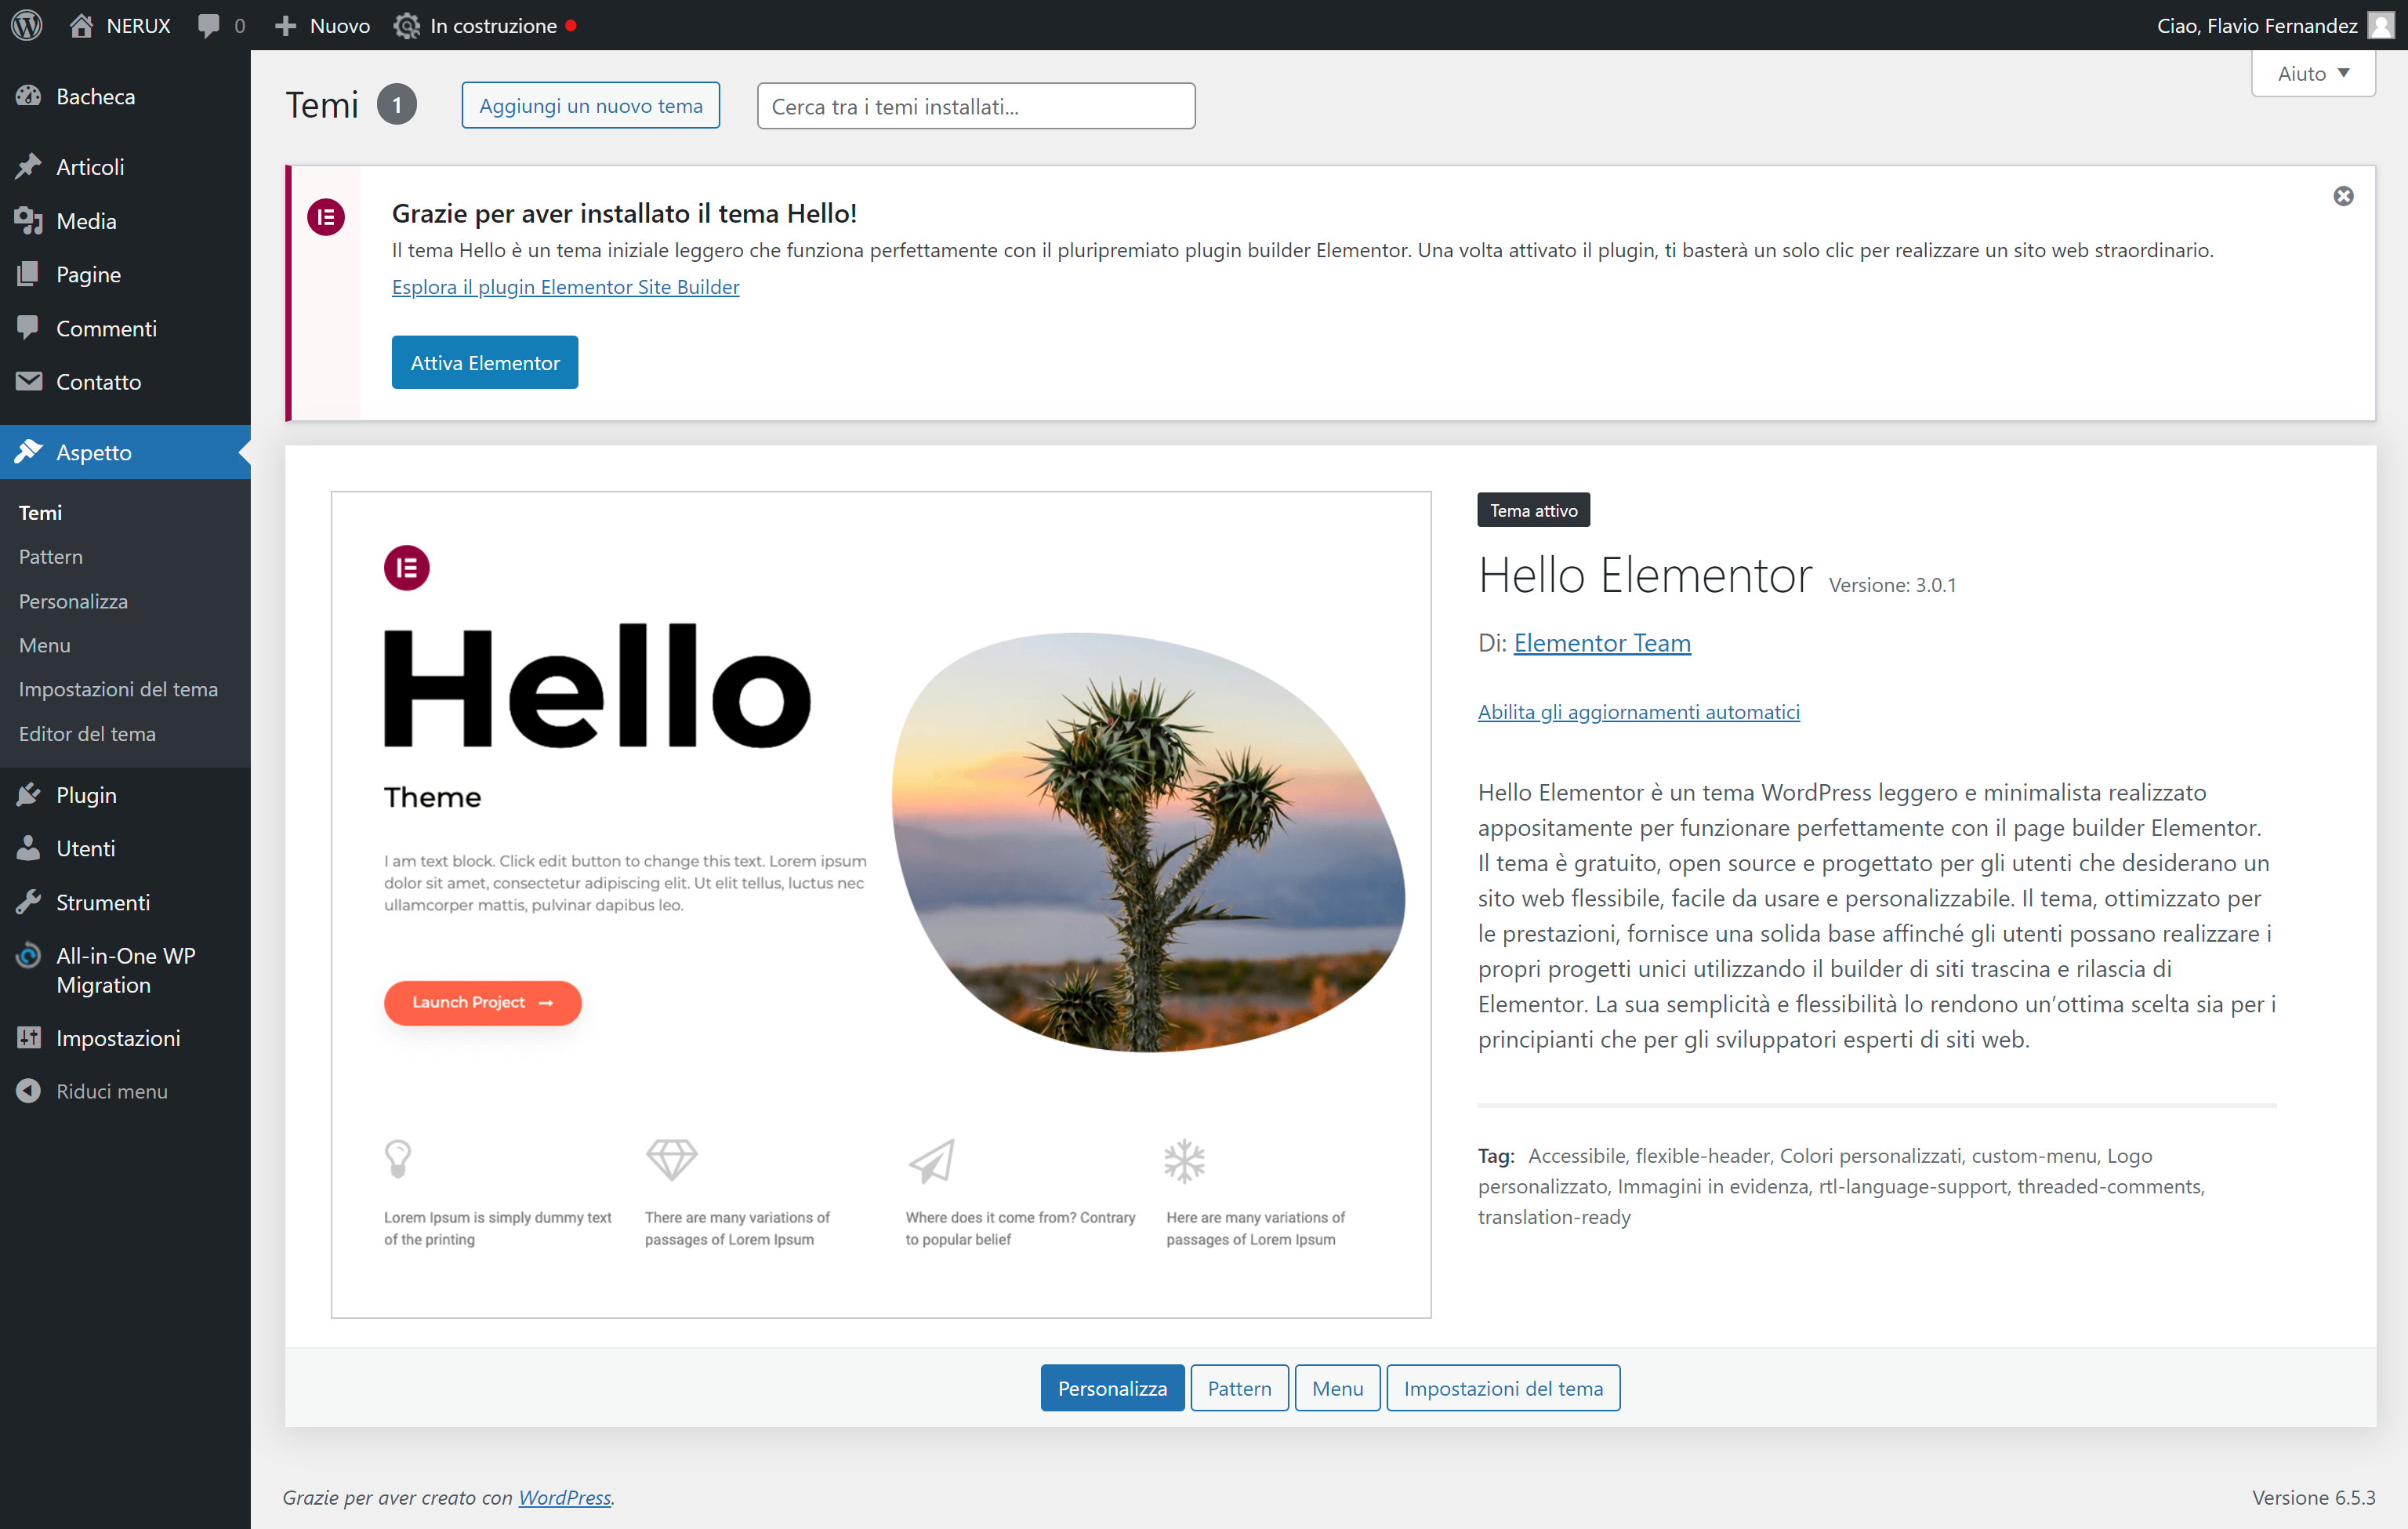 NERUX
0
Nuovo
In costruzione
Ciao, Flavio Fernandez
Bacheca
Articoli
Media
Pagine
Commenti
Contatto
Aspetto
Temi
Pattern
Personalizza
Menu
Impostazioni del tema
Editor del tema
Plugin
Utenti
Strumenti
All-in-One WP
Migration
Impostazioni
Riduci menu
Aiuto
Temi
1
Aggiungi un nuovo tema
Cerca tra i temi installati...
Grazie per aver installato il tema Hello!
Il tema Hello è un tema iniziale leggero che funziona perfettamente con il pluripremiato plugin builder Elementor. Una volta attivato il plugin, ti basterà un solo clic per realizzare un sito web straordinario.
Esplora il plugin Elementor Site Builder
Attiva Elementor
Hello
Theme
I am text block. Click edit button to change this text. Lorem ipsum
dolor sit amet, consectetur adipiscing elit. Ut elit tellus, luctus nec
ullamcorper mattis, pulvinar dapibus leo.
Launch Project
Lorem Ipsum is simply dummy text
of the printing
There are many variations of
passages of Lorem Ipsum
Where does it come from? Contrary
to popular belief
Here are many variations of
passages of Lorem Ipsum
Tema attivo
Hello Elementor Versione: 3.0.1
Di: Elementor Team
Abilita gli aggiornamenti automatici
Hello Elementor è un tema WordPress leggero e minimalista realizzato
appositamente per funzionare perfettamente con il page builder Elementor.
Il tema è gratuito, open source e progettato per gli utenti che desiderano un
sito web flessibile, facile da usare e personalizzabile. Il tema, ottimizzato per
le prestazioni, fornisce una solida base affinché gli utenti possano realizzare i
propri progetti unici utilizzando il builder di siti trascina e rilascia di
Elementor. La sua semplicità e flessibilità lo rendono un’ottima scelta sia per i
principianti che per gli sviluppatori esperti di siti web.
Tag: Accessibile, flexible-header, Colori personalizzati, custom-menu, Logo
personalizzato, Immagini in evidenza, rtl-language-support, threaded-comments,
translation-ready
Personalizza
Pattern
Menu
Impostazioni del tema
Grazie per aver creato con WordPress.
Versione 6.5.3